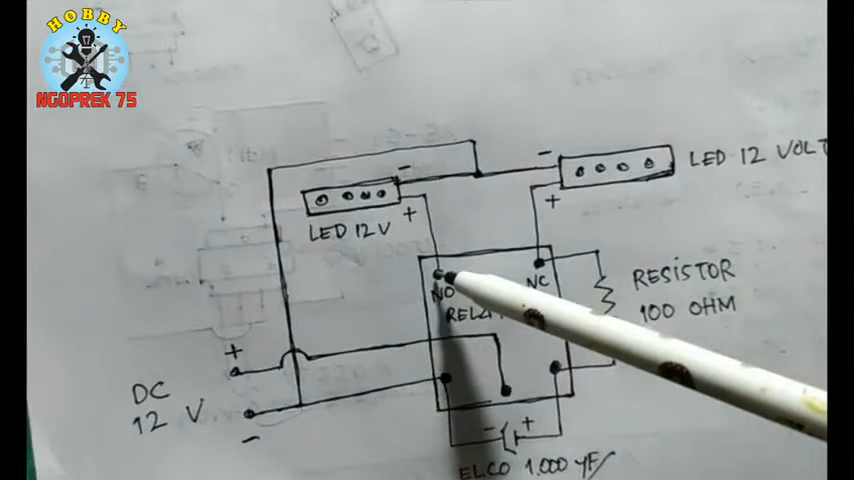 HOBBY
NGOPREK 75
-
-
LED 12 VOLT
+
+
LED 12 V
NO
NC
RESISTOR
100 OHM
+
DC
12 V
-
- +
ELCO 1.000